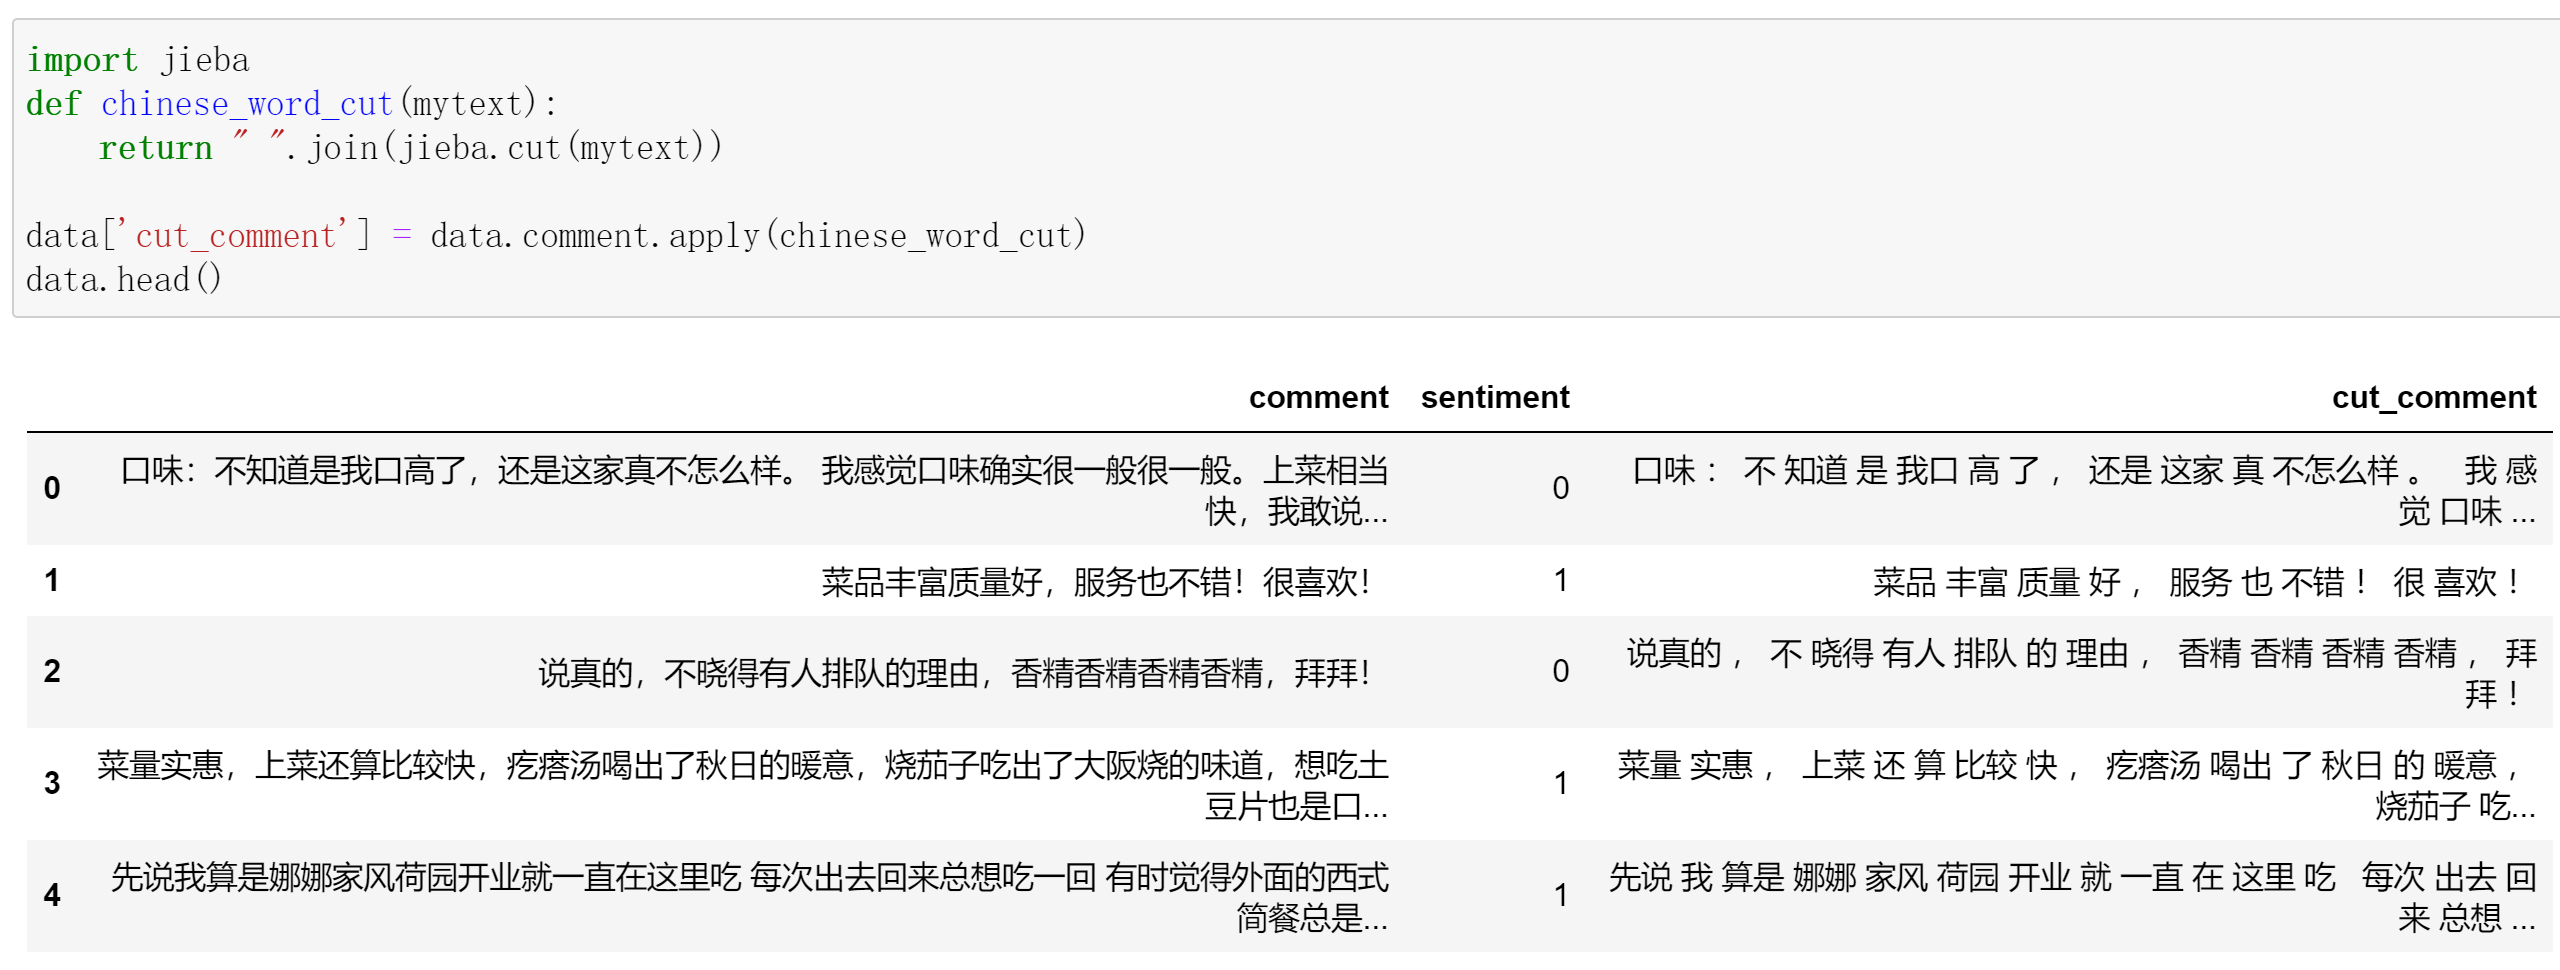 import jieba
def chinese_word_cut(mytext):
    return " ".join(jieba.cut(mytext))
data['cut_comment'] = data.comment.apply(chinese_word_cut)
data.head()
comment sentiment cut_comment
0 口味：不知道是我口高了，还是这家真不怎么样。 我感觉口味确实很一般很一般。上菜相当 0 口味 ： 不 知道 是 我口 高 了 ， 还是 这家 真 不怎么样 。   我 感
快，我敢说... 觉 口味 ...
1 菜品丰富质量好，服务也不错！很喜欢！ 1 菜品 丰富 质量 好 ， 服务 也 不错 ！ 很 喜欢 ！
2 说真的，不晓得有人排队的理由，香精香精香精香精，拜拜！ 0 说真的 ， 不 晓得 有人 排队 的 理由 ， 香精 香精 香精 香精 ， 拜
拜 ！
3 菜量实惠，上菜还算比较快，疙瘩汤喝出了秋日的暖意，烧茄子吃出了大阪烧的味道，想吃土 1 菜量 实惠 ， 上菜 还 算 比较 快 ， 疙瘩汤 喝出 了 秋日 的 暖意 ，
豆片也是口... 烧茄子 吃...
4 先说我算是娜娜家风荷园开业就一直在这里吃 每次出去回来总想吃一回 有时觉得外面的西式 1 先说 我 算是 娜娜 家风 荷园 开业 就 一直 在 这里 吃   每次 出去 回
简餐总是... 来 总想 ...